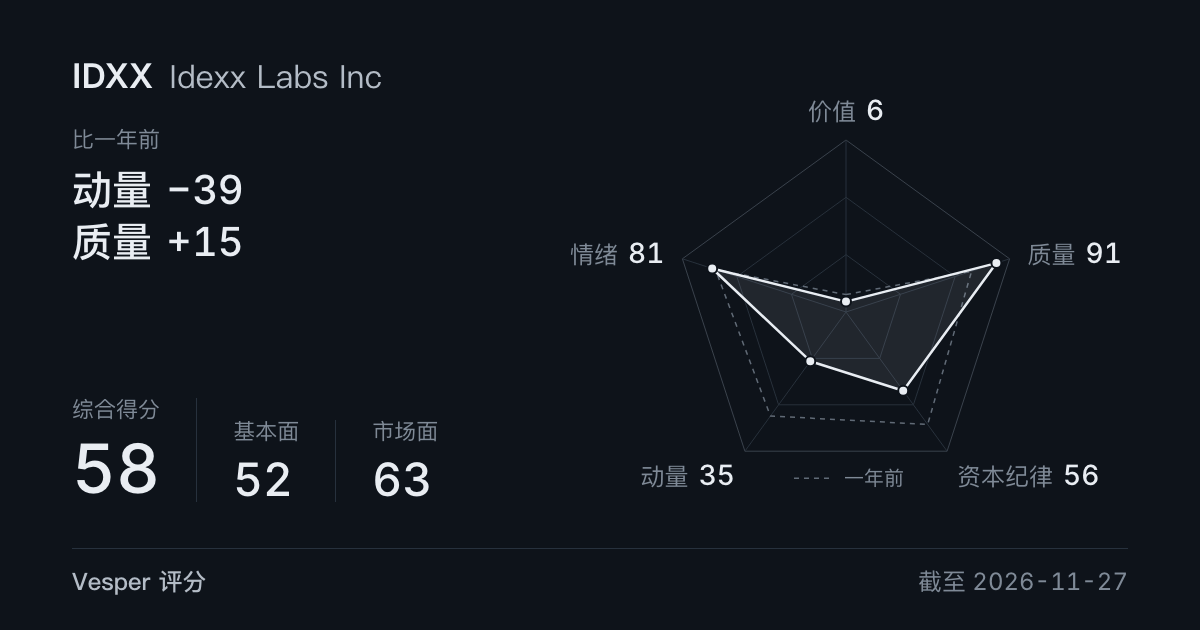 IDXX Idexx Labs Inc
比一年前
动量 −39
质量 +15
综合得分
58
基本面
52
市场面
63
价值 6
情绪 81
质量 91
动量 35
一年前
资本纪律 56
Vesper 评分
截至 2026-11-27